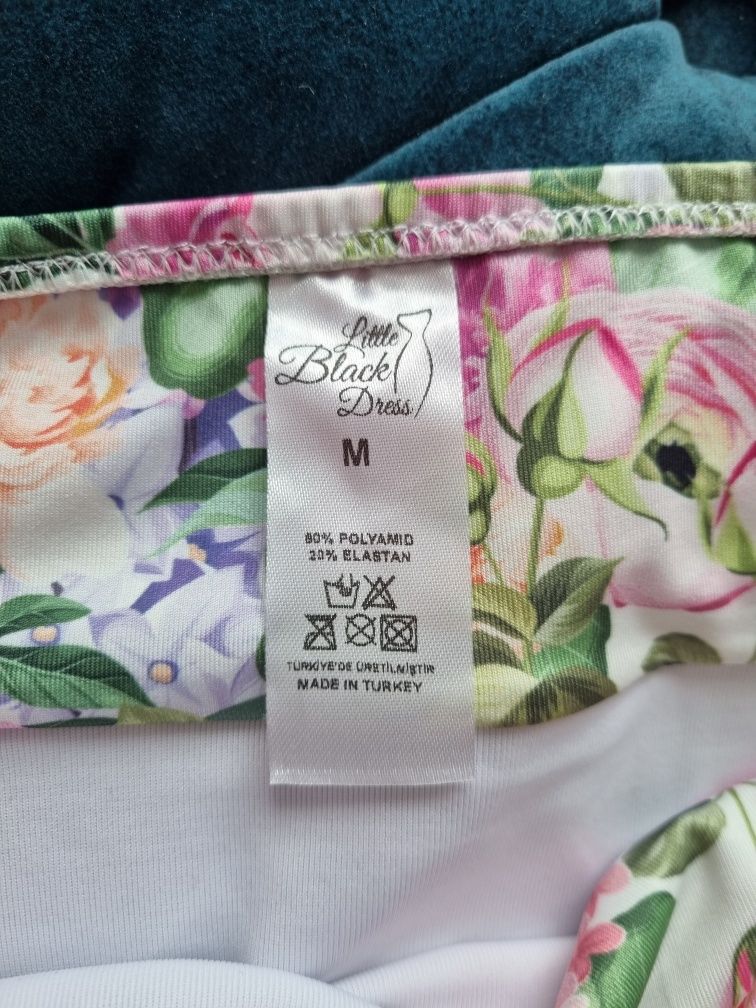 Little
Black
Dress
M
80% POLYAMID
20% ELASTAN
TÜRKİYE'DE ÜRETİLMİŞTİR
MADE IN TURKEY